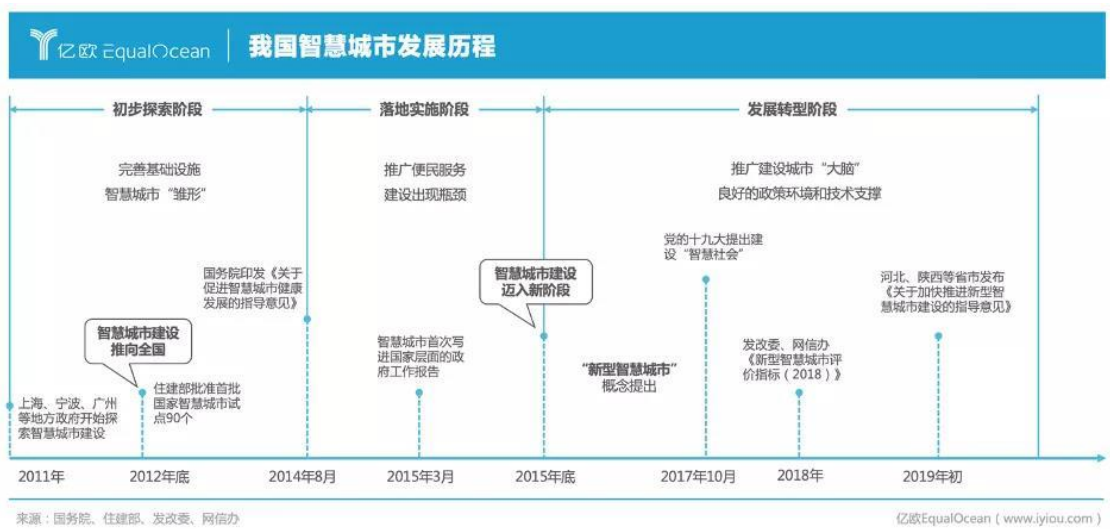 亿欧 EqualOcean
我国智慧城市发展历程
初步探索阶段
落地实施阶段
发展转型阶段
完善基础设施
智慧城市“雏形”
推广便民服务
建设出现瓶颈
推广建设城市“大脑”
良好的政策环境和技术支撑
上海、宁波、广州
等地方政府开始探
索智慧城市建设
智慧城市建设
推向全国
住建部批准首批
国家智慧城市试
点90个
国务院印发《关于
促进智慧城市健康
发展的指导意见》
智慧城市首次写
进国家层面的政
府工作报告
智慧城市建设
迈入新阶段
“新型智慧城市”
概念提出
党的十九大提出建
设“智慧社会”
发改委、网信办
《新型智慧城市评
价指标（2018）》
河北、陕西等省市发布
《关于加快推进新型智
慧城市建设的指导意见》
2011年
2012年底
2014年8月
2015年3月
2015年底
2017年10月
2018年
2019年初
来源：国务院、住建部、发改委、网信办
亿欧EqualOcean（www.iyiou.com）